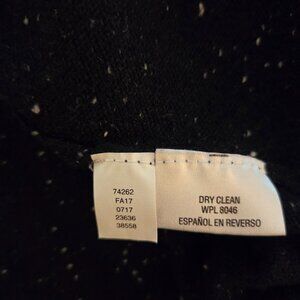 74262
FA17
0717
23636
38558
DRY CLEAN
WPL 8046
ESPAÑOL EN REVERSO